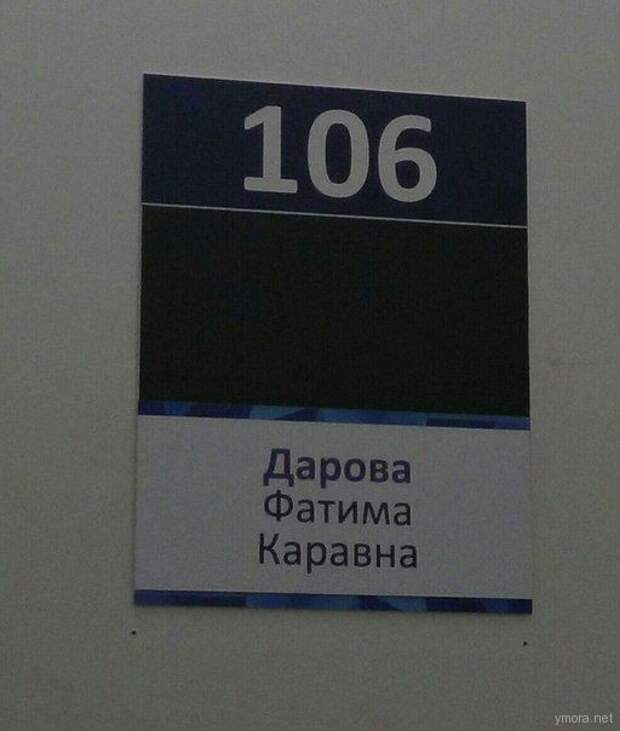 106
Дарова
Фатима
Каравна
ymora.net